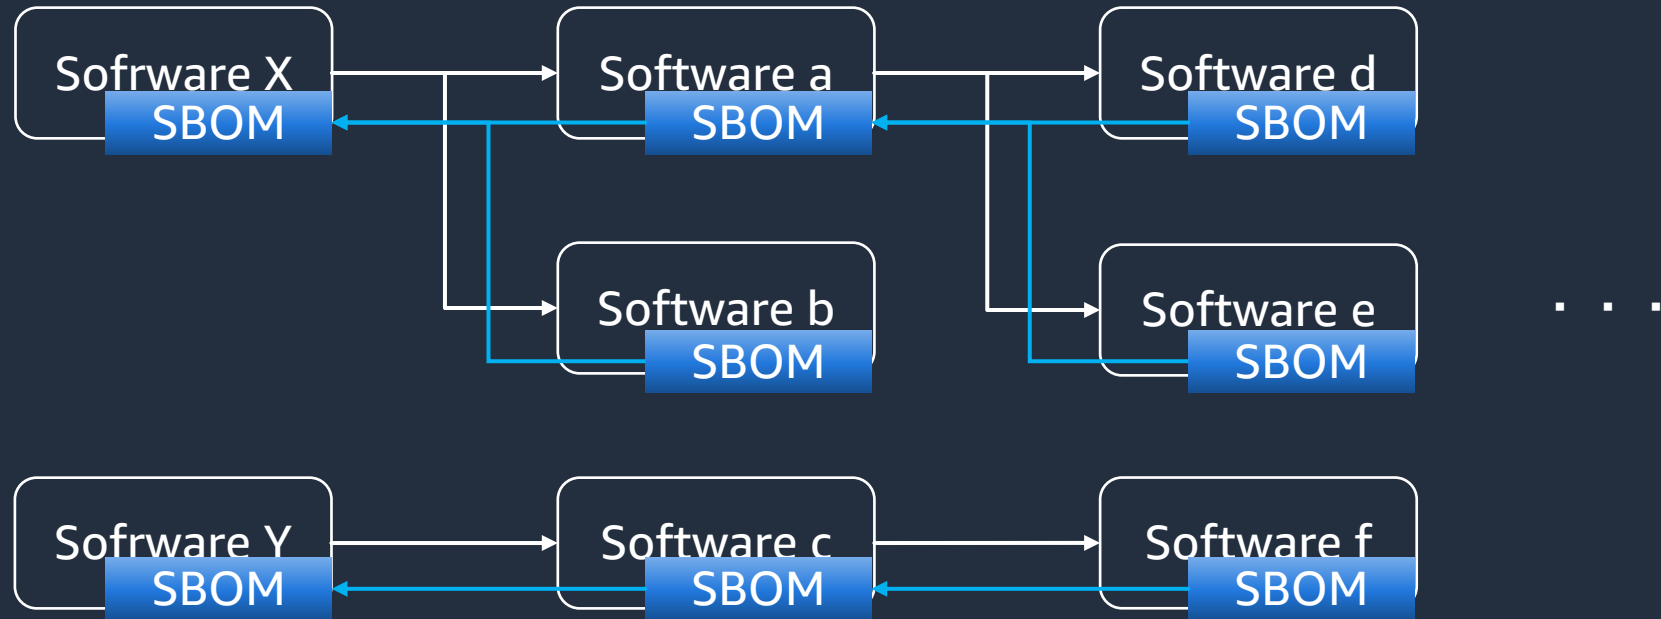 Sofrware X
SBOM
Software a
SBOM
Software d
SBOM
Software b
SBOM
Software e
SBOM
. . .
Sofrware Y
SBOM
Software c
SBOM
Software f
SBOM